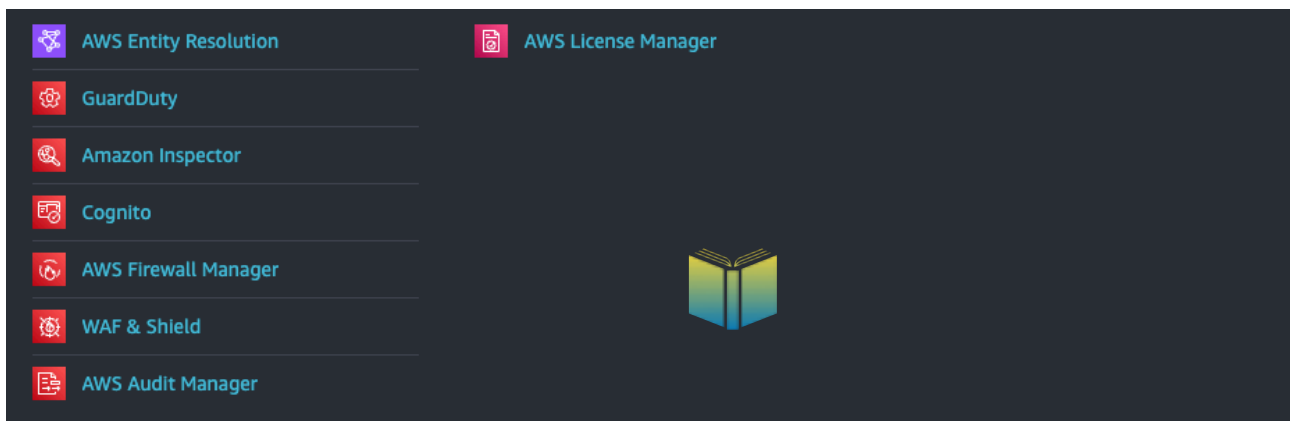 AWS Entity Resolution
GuardDuty
Amazon Inspector
Cognito
AWS Firewall Manager
WAF & Shield
AWS Audit Manager
AWS License Manager